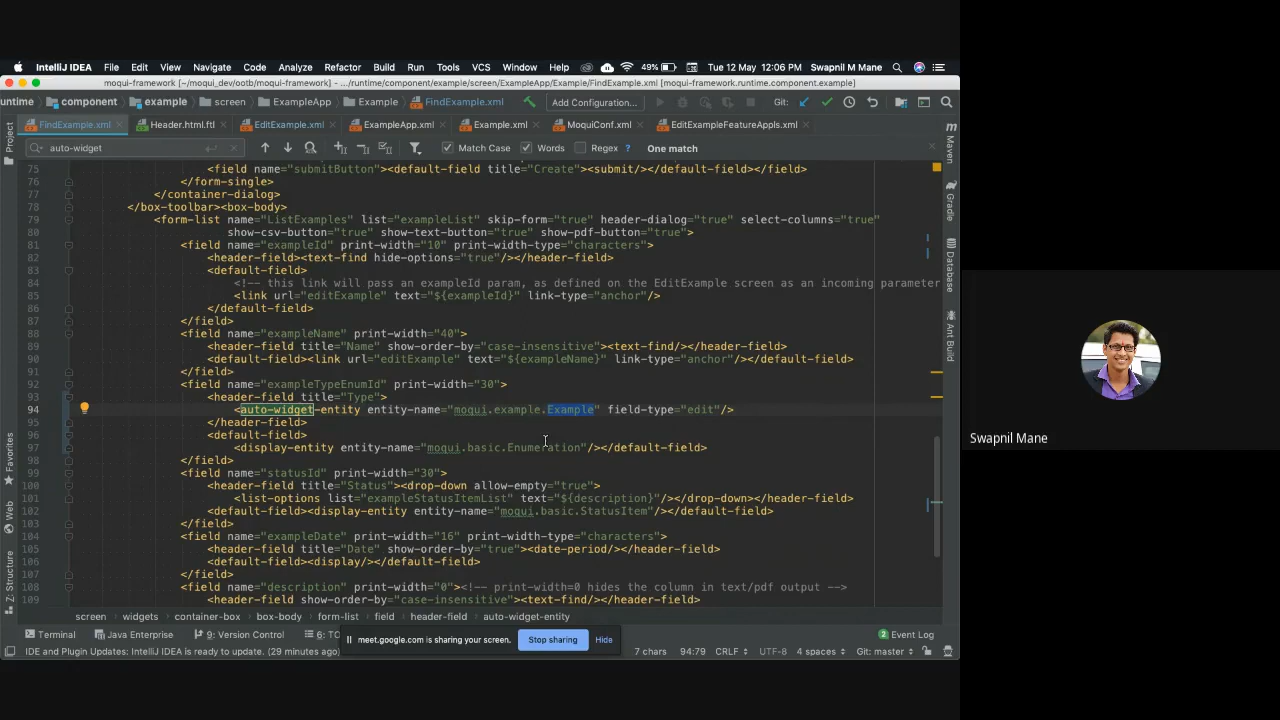 IntelliJ IDEA File Edit View Navigate Code Analyze Refactor Build Run Tools VCS Window Help 49% Tue 12 May 12:06 PM Swapnil M Mane
moqui-framework [~/moqui_dev/ootb/moqui-framework] - .../runtime/component/example/screen/ExampleApp/Example/FindExample.xml [moqui-framework.runtime.component.example]
runtime component example screen ExampleApp Example FindExample.xml Add Configuration... Git:
FindExample.xml Header.html.ftl EditExample.xml ExampleApp.xml Example.xml MoquiConf.xml EditExampleFeatureAppls.xml
auto-widget Match Case Words Regex ? One match
75 <field name="submitButton"><default-field title="Create"><submit/></default-field></field>
76 </form-single>
77 </container-dialog>
78 </box-toolbar><box-body>
79 <form-list name="ListExamples" list="exampleList" skip-form="true" header-dialog="true" select-columns="true"
80 show-csv-button="true" show-text-button="true" show-pdf-button="true">
81 <field name="exampleId" print-width="10" print-width-type="characters">
82 <header-field><text-find hide-options="true"/></header-field>
83 <default-field>
84 <!-- this link will pass an exampleId param, as defined on the EditExample screen as an incoming parameter
85 <link url="editExample" text="${exampleId}" link-type="anchor"/>
86 </default-field>
87 </field>
88 <field name="exampleName" print-width="40">
89 <header-field title="Name" show-order-by="case-insensitive"><text-find/></header-field>
90 <default-field><link url="editExample" text="${exampleName}" link-type="anchor"/></default-field>
91 </field>
92 <field name="exampleTypeEnumId" print-width="30">
93 <header-field title="Type">
94 <auto-widget-entity entity-name="moqui.example.Example" field-type="edit"/>
95 </header-field>
96 <default-field>
97 <display-entity entity-name="moqui.basic.Enumeration"/></default-field>
98 </field>
99 <field name="statusId" print-width="30">
100 <header-field title="Status"><drop-down allow-empty="true">
101 <list-options list="exampleStatusItemList" text="${description}"/></drop-down></header-field>
102 <default-field><display-entity entity-name="moqui.basic.StatusItem"/></default-field>
103 </field>
104 <field name="exampleDate" print-width="16" print-width-type="characters">
105 <header-field title="Date" show-order-by="true"><date-period/></header-field>
106 <default-field><display/></default-field>
107 </field>
108 <field name="description" print-width="0"><!-- print-width=0 hides the column in text/pdf output -->
109 <header-field show-order-by="case-insensitive"><text-find/></header-field>
screen widgets container-box box-body form-list field header-field auto-widget-entity
Terminal Java Enterprise 9: Version Control 6: TO Event Log
meet.google.com is sharing your screen. Stop sharing Hide
IDE and Plugin Updates: IntelliJ IDEA is ready to update. (29 minutes ago) 7 chars 94:79 CRLF UTF-8 4 spaces Git: master
Project
Favorites
Web
Z: Structure
Maven
Gradle
Database
Ant Build
Swapnil Mane